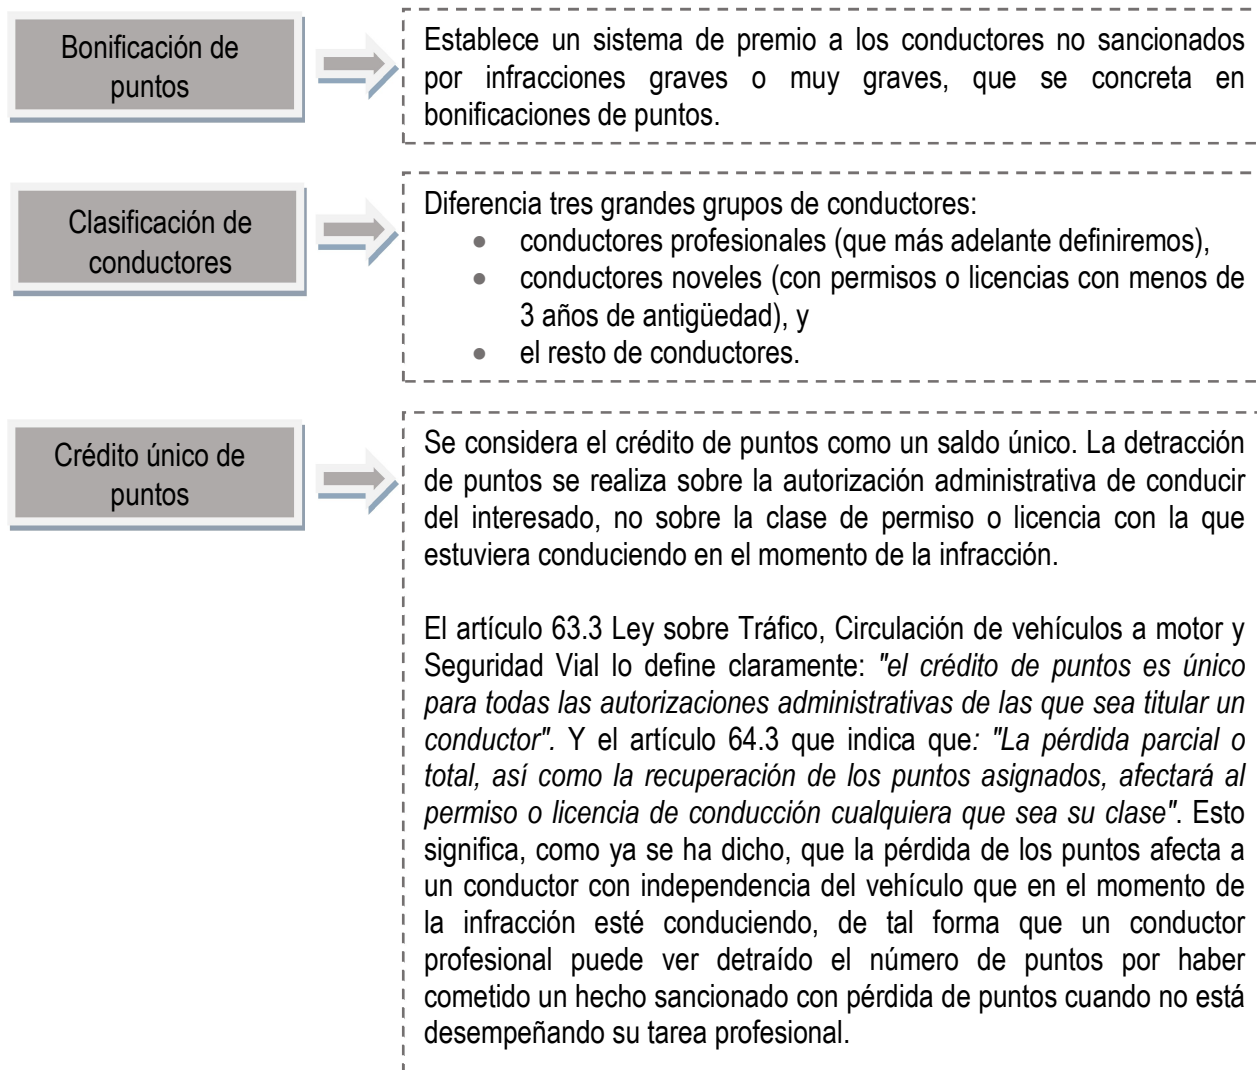 Bonificación de
puntos
Establece un sistema de premio a los conductores no sancionados
por infracciones graves o muy graves, que se concreta en
bonificaciones de puntos.
Clasificación de
conductores
Diferencia tres grandes grupos de conductores:
• conductores profesionales (que más adelante definiremos),
• conductores noveles (con permisos o licencias con menos de
3 años de antigüedad), y
• el resto de conductores.
Crédito único de
puntos
Se considera el crédito de puntos como un saldo único. La detracción
de puntos se realiza sobre la autorización administrativa de conducir
del interesado, no sobre la clase de permiso o licencia con la que
estuviera conduciendo en el momento de la infracción.
El artículo 63.3 Ley sobre Tráfico, Circulación de vehículos a motor y
Seguridad Vial lo define claramente: "el crédito de puntos es único
para todas las autorizaciones administrativas de las que sea titular un
conductor". Y el artículo 64.3 que indica que: "La pérdida parcial o
total, así como la recuperación de los puntos asignados, afectará al
permiso o licencia de conducción cualquiera que sea su clase". Esto
significa, como ya se ha dicho, que la pérdida de los puntos afecta a
un conductor con independencia del vehículo que en el momento de
la infracción esté conduciendo, de tal forma que un conductor
profesional puede ver detraído el número de puntos por haber
cometido un hecho sancionado con pérdida de puntos cuando no está
desempeñando su tarea profesional.